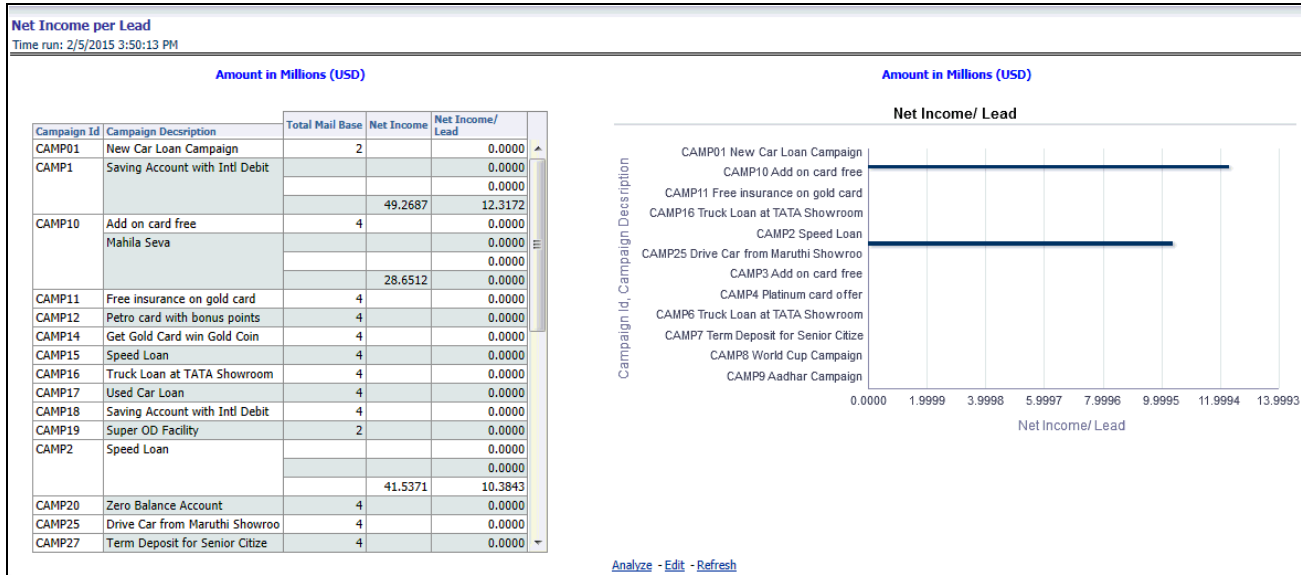 Net Income per Lead
Time run: 2/5/2015 3:50:13 PM
Amount in Millions (USD)
Campaign Id Campaign Decsription Total Mail Base Net Income Net Income/ Lead
CAMP01 New Car Loan Campaign 2 0.0000
CAMP1 Saving Account with Intl Debit 0.0000
0.0000
49.2687 12.3172
CAMP10 Add on card free 4 0.0000
Mahila Seva 0.0000
0.0000
28.6512 0.0000
CAMP11 Free insurance on gold card 4 0.0000
CAMP12 Petro card with bonus points 4 0.0000
CAMP14 Get Gold Card win Gold Coin 4 0.0000
CAMP15 Speed Loan 4 0.0000
CAMP16 Truck Loan at TATA Showroom 4 0.0000
CAMP17 Used Car Loan 4 0.0000
CAMP18 Saving Account with Intl Debit 4 0.0000
CAMP19 Super OD Facility 2 0.0000
CAMP2 Speed Loan 0.0000
0.0000
41.5371 10.3843
CAMP20 Zero Balance Account 4 0.0000
CAMP25 Drive Car from Maruthi Showroo 4 0.0000
CAMP27 Term Deposit for Senior Citize 4 0.0000
Amount in Millions (USD)
Net Income/ Lead
Campaign Id, Campaign Decsription
CAMP01 New Car Loan Campaign
CAMP10 Add on card free
CAMP11 Free insurance on gold card
CAMP16 Truck Loan at TATA Showroom
CAMP2 Speed Loan
CAMP25 Drive Car from Maruthi Showroo
CAMP3 Add on card free
CAMP4 Platinum card offer
CAMP6 Truck Loan at TATA Showroom
CAMP7 Term Deposit for Senior Citize
CAMP8 World Cup Campaign
CAMP9 Aadhar Campaign
0.0000 1.9999 3.9998 5.9997 7.9996 9.9995 11.9994 13.9993
Net Income/ Lead
Analyze - Edit - Refresh